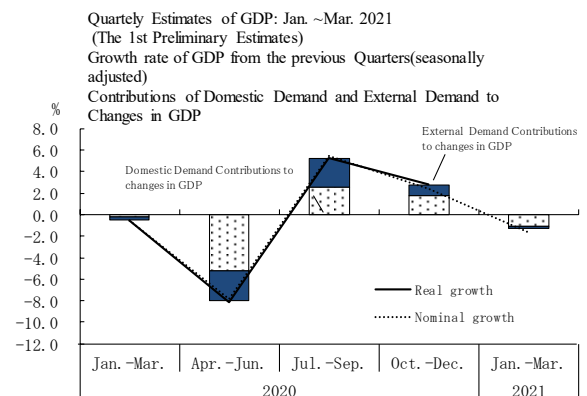 Quartely Estimates of GDP: Jan. ~Mar. 2021
(The 1st Preliminary Estimates)
Growth rate of GDP from the previous Quarters(seasonally
adjusted)
Contributions of Domestic Demand and External Demand to
Changes in GDP
%
8.0
6.0
4.0
2.0
0.0
-2.0
-4.0
-6.0
-8.0
-10.0
-12.0
External Demand Contributions
to changes in GDP
Domestic Demand Contributions to
changes in GDP
Real growth
Nominal growth
Jan.-Mar. Apr.-Jun. Jul.-Sep. Oct.-Dec. Jan.-Mar.
2020 2021